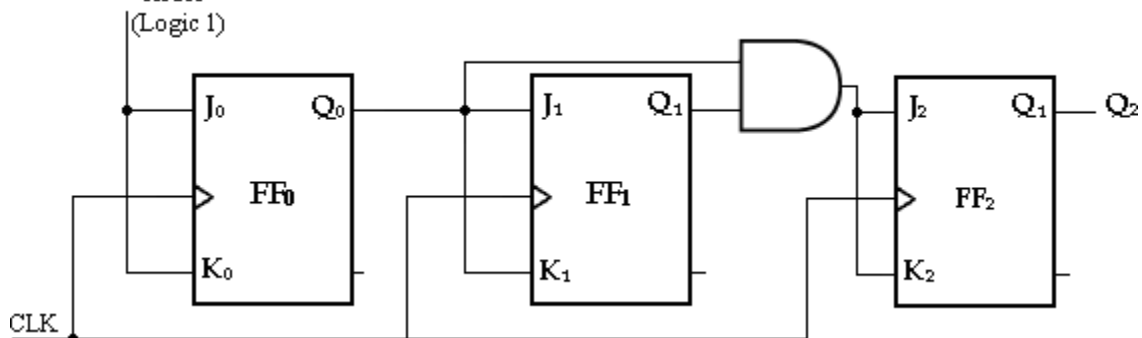 (Logic 1)
J₀ Q₀ J₁ Q₁ J₂ Q₁ Q₂
FF₀ FF₁ FF₂
K₀ K₁ K₂
CLK